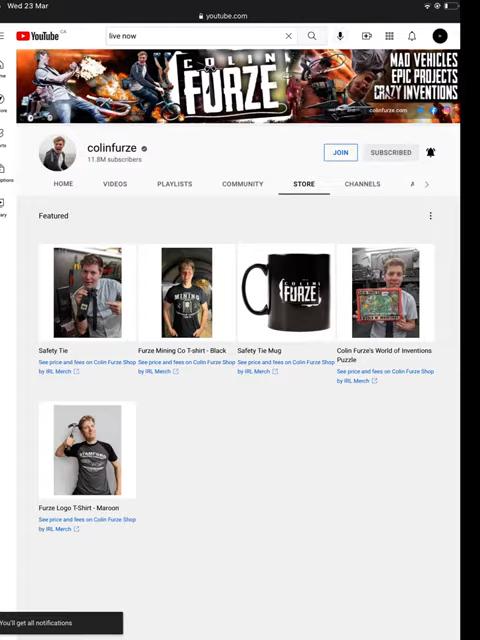 Wed 23 Mar
youtube.com
YouTube CA
live now
COLIN
FURZE
MAD VEHICLES
EPIC PROJECTS
CRAZY INVENTIONS
colinfurze.com
colinfurze
11.8M subscribers
JOIN
SUBSCRIBED
HOME VIDEOS PLAYLISTS COMMUNITY STORE CHANNELS A
Featured
MINING
COLIN
FURZE
Safety Tie
See price and fees on Colin Furze Shop
by IRL Merch
Furze Mining Co T-shirt - Black
See price and fees on Colin Furze Shop
by IRL Merch
Safety Tie Mug
See price and fees on Colin Furze Shop
by IRL Merch
Colin Furze's World of Inventions
Puzzle
See price and fees on Colin Furze Shop
by IRL Merch
STAMFORD
Furze Logo T-Shirt - Maroon
See price and fees on Colin Furze Shop
by IRL Merch
You'll get all notifications